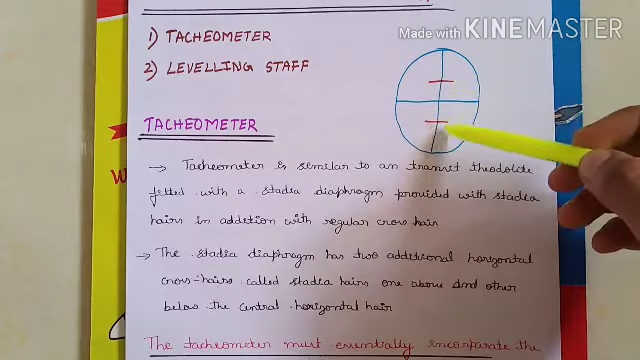 Made with KINEMASTER
1) TACHEOMETER
2) LEVELLING STAFF
TACHEOMETER
→ Tacheometer is similar to an transit theodolite
fitted with a stadia diaphragm provided with stadia
hairs in addition with regular cross hair
→ The stadia diaphragm has two additional horizontal
cross-hairs called stadia hairs one above and other
below the central horizontal hair
The tacheometer must essentially incorporate the